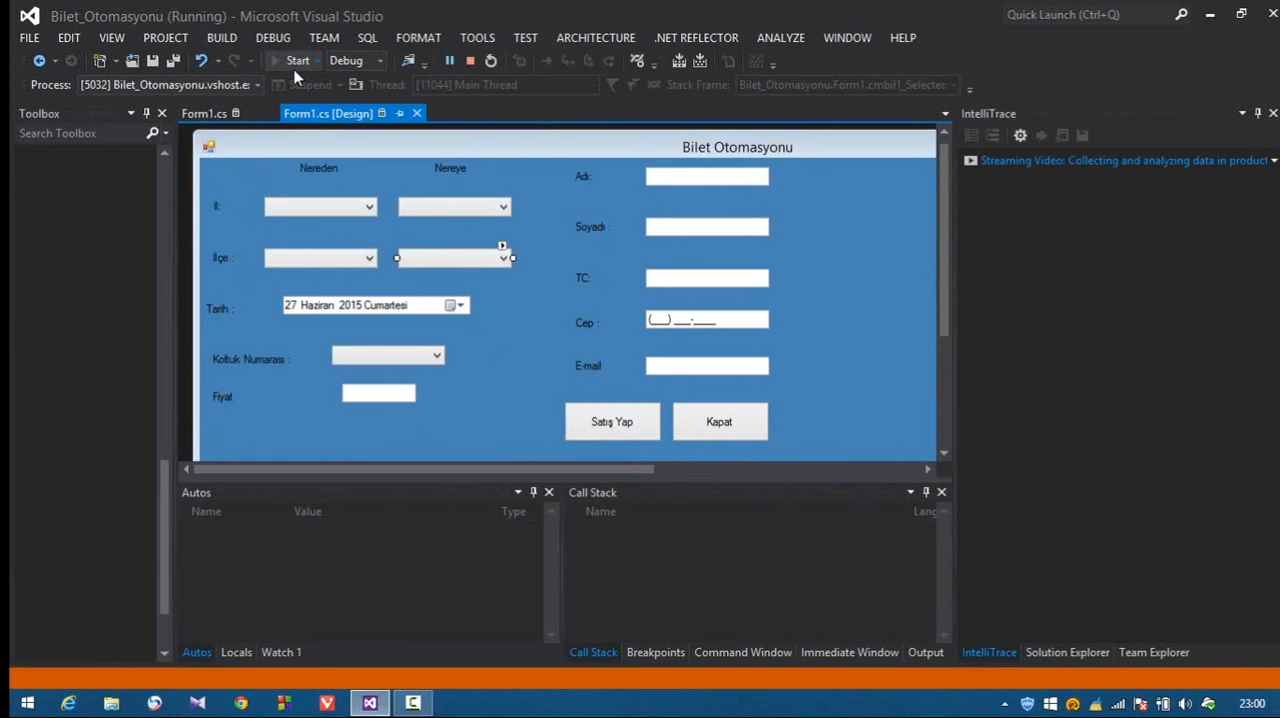 Bilet_Otomasyonu (Running) - Microsoft Visual Studio
Quick Launch (Ctrl+Q)
FILE EDIT VIEW PROJECT BUILD DEBUG TEAM SQL FORMAT TOOLS TEST ARCHITECTURE .NET REFLECTOR ANALYZE WINDOW HELP
Start Debug
Process: [5032] Bilet_Otomasyonu.vshost.e Suspend Thread: [11044] Main Thread Stack Frame: Bilet_Otomasyonu.Form1.cmbil1_Selectec
Toolbox Form1.cs Form1.cs [Design] IntelliTrace
Search Toolbox
Bilet Otomasyonu
Streaming Video: Collecting and analyzing data in product
Nereden Nereye
Adı:
İl:
Soyadı :
İlçe :
TC:
Tarih : 27 Haziran 2015 Cumartesi
Cep : (___) ___-____
Koltuk Numarası :
E-mail
Fiyat
Satış Yap Kapat
Autos Call Stack
Name Value Type Name Lang
Autos Locals Watch 1 Call Stack Breakpoints Command Window Immediate Window Output IntelliTrace Solution Explorer Team Explorer
23:00